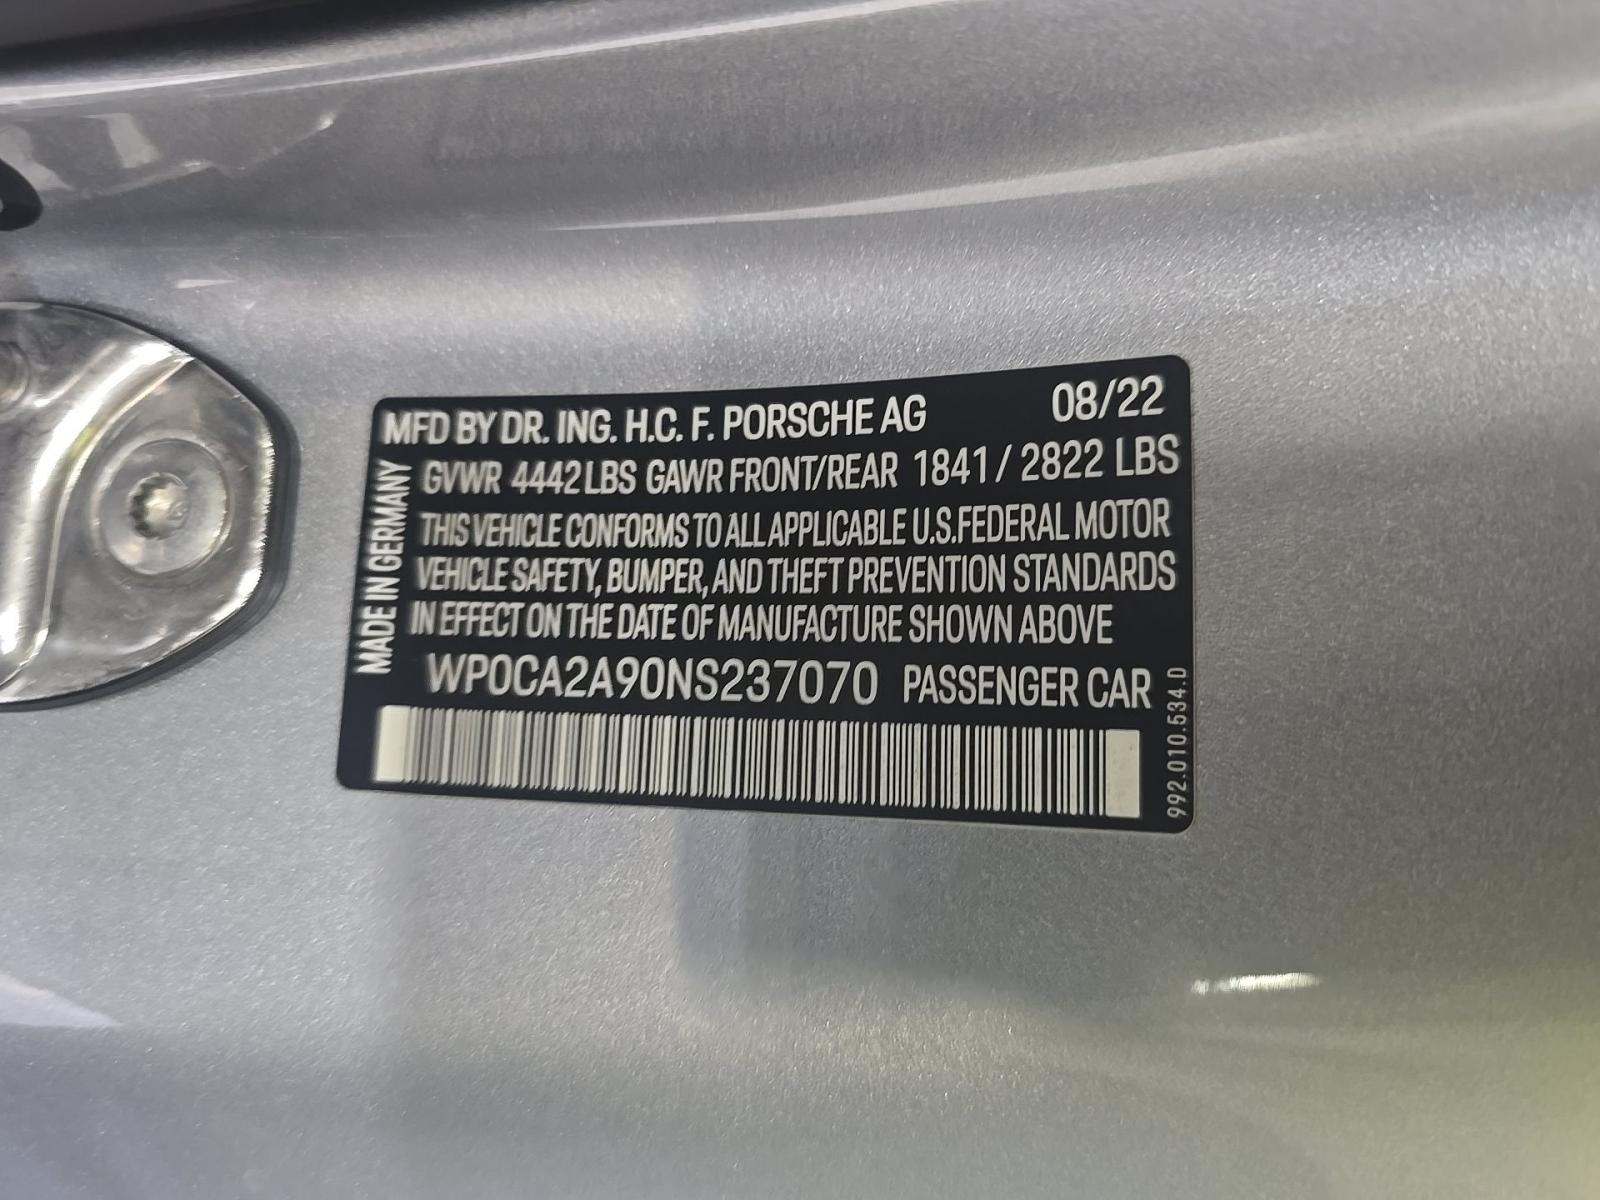 MFD BY DR. ING. H.C. F. PORSCHE AG 08/22
GVWR 4442 LBS GAWR FRONT/REAR 1841 / 2822 LBS
THIS VEHICLE CONFORMS TO ALL APPLICABLE U.S.FEDERAL MOTOR
VEHICLE SAFETY, BUMPER, AND THEFT PREVENTION STANDARDS
IN EFFECT ON THE DATE OF MANUFACTURE SHOWN ABOVE
WP0CA2A90NS237070 PASSENGER CAR
MADE IN GERMANY
992.010.534.D